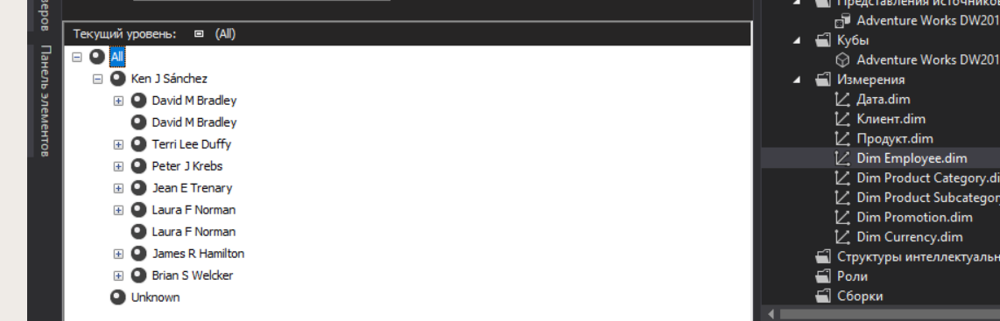 Панель элементов
Текущий уровень: (All)
All
Ken J Sánchez
David M Bradley
David M Bradley
Terri Lee Duffy
Peter J Krebs
Jean E Trenary
Laura F Norman
Laura F Norman
James R Hamilton
Brian S Welcker
Unknown
Представления источников
Adventure Works DW201
Кубы
Adventure Works DW201
Измерения
Дата.dim
Клиент.dim
Продукт.dim
Dim Employee.dim
Dim Product Category.di
Dim Product Subcategor
Dim Promotion.dim
Dim Currency.dim
Структуры интеллектуальн
Роли
Сборки